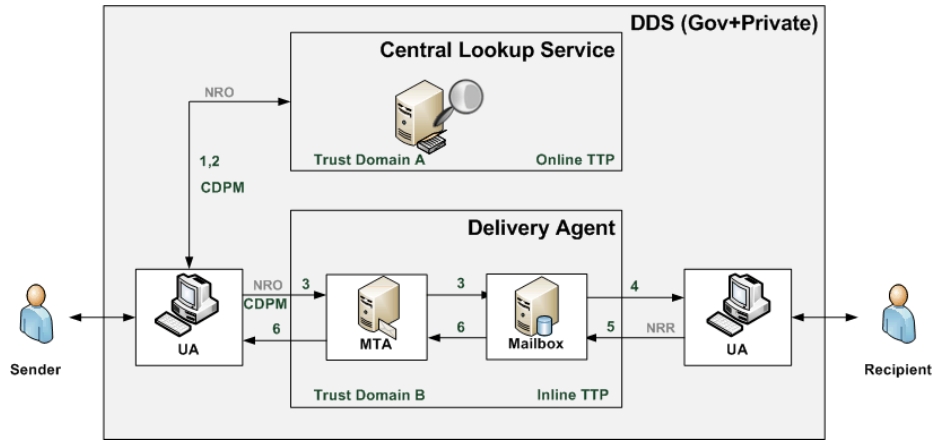 DDS (Gov+Private)
Central Lookup Service
NRO
Trust Domain A
Online TTP
1,2
CDPM
Delivery Agent
NRO
3
3
4
CDPM
6
6
5
NRR
UA
MTA
Mailbox
UA
Sender
Recipient
Trust Domain B
Inline TTP